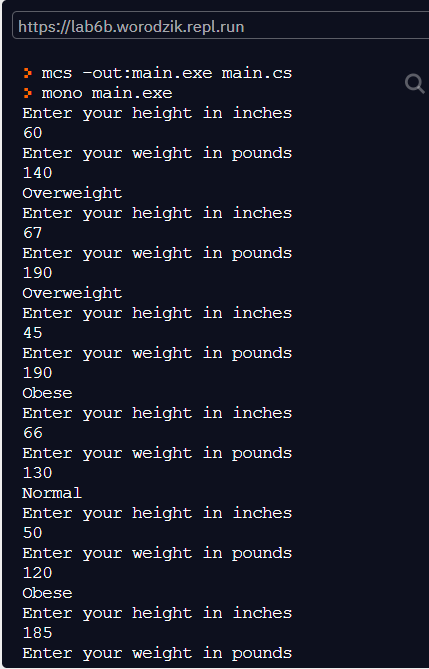 https://lab6b.worodzik.repl.run
> mcs -out:main.exe main.cs
> mono main.exe
Enter your height in inches
60
Enter your weight in pounds
140
Overweight
Enter your height in inches
67
Enter your weight in pounds
190
Overweight
Enter your height in inches
45
Enter your weight in pounds
190
Obese
Enter your height in inches
66
Enter your weight in pounds
130
Normal
Enter your height in inches
50
Enter your weight in pounds
120
Obese
Enter your height in inches
185
Enter your weight in pounds